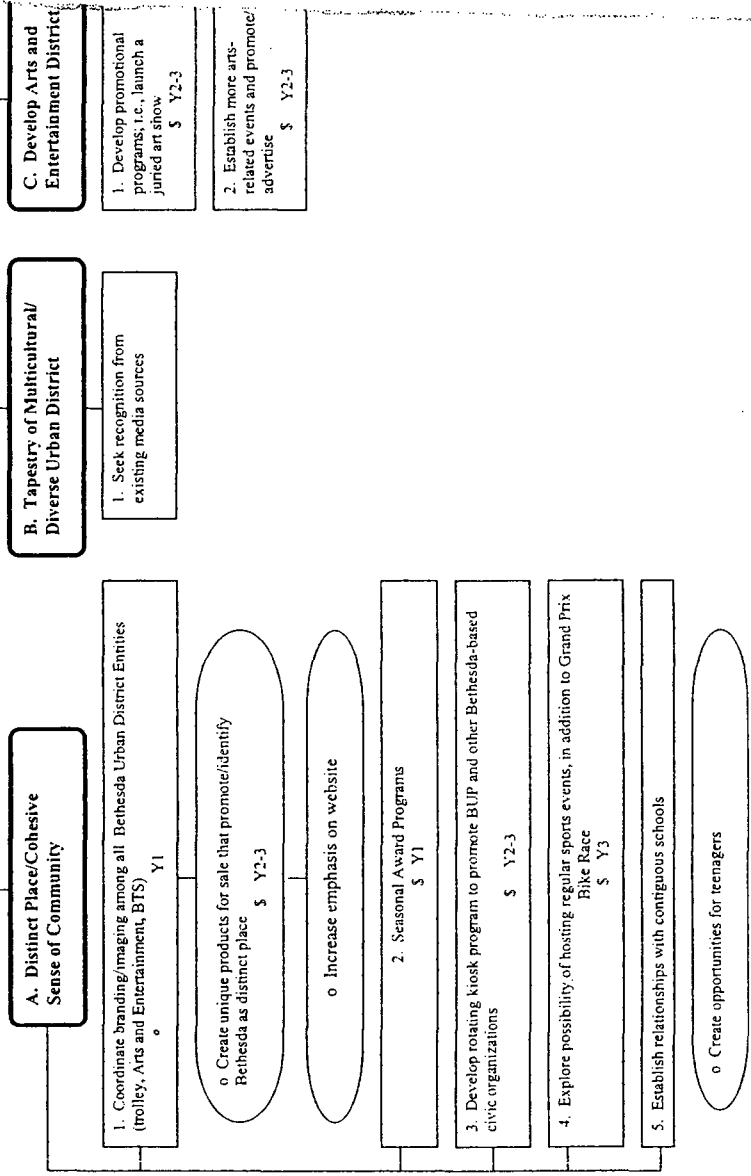 A. Distinct Place/Cohesive
Sense of Community
1. Coordinate branding/imaging among all Bethesda Urban District Entities
(trolley, Arts and Entertainment, BTS)
o Y1
o Create unique products for sale that promote/identify
Bethesda as distinct place
$ Y2-3
o Increase emphasis on website
2. Seasonal Award Programs
$ Y1
3. Develop rotating kiosk program to promote BUP and other Bethesda-based
civic organizations
$ Y2-3
4. Explore possibility of hosting regular sports events, in addition to Grand Prix
Bike Race
$ Y3
5. Establish relationships with contiguous schools
o Create opportunities for teenagers
B. Tapestry of Multicultural/
Diverse Urban District
1. Seek recognition from
existing media sources
C. Develop Arts and
Entertainment District
1. Develop promotional
programs; i.e., launch a
juried art show
$ Y2-3
2. Establish more arts-
related events and promote/
advertise
$ Y2-3